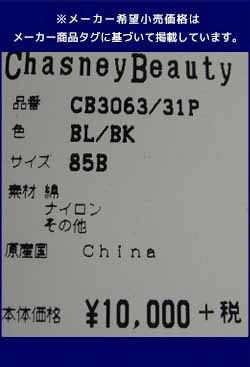 ※メーカー希望小売価格は
メーカー商品タグに基づいて掲載しています。
ChasneyBeauty
品番 CB3063/31P
色 BL/BK
サイズ 85B
素材 綿
ナイロン
その他
原産国 China
本体価格 ¥10,000+税